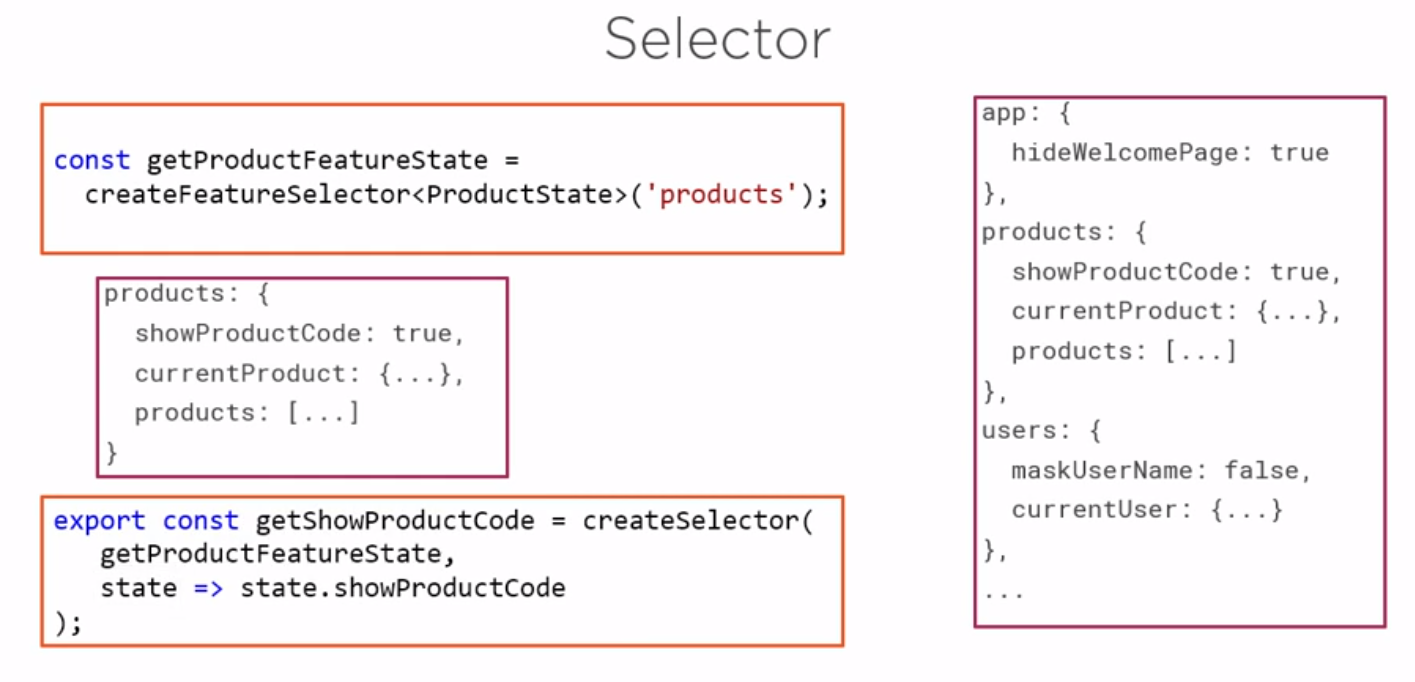 Selector
const getProductFeatureState =
createFeatureSelector<ProductState>('products');
products: {
showProductCode: true,
currentProduct: {...},
products: [...]
}
export const getShowProductCode = createSelector(
getProductFeatureState,
state => state.showProductCode
);
app: {
hideWelcomePage: true
},
products: {
showProductCode: true,
currentProduct: {...},
products: [...]
},
users: {
maskUserName: false,
currentUser: {...}
},
...